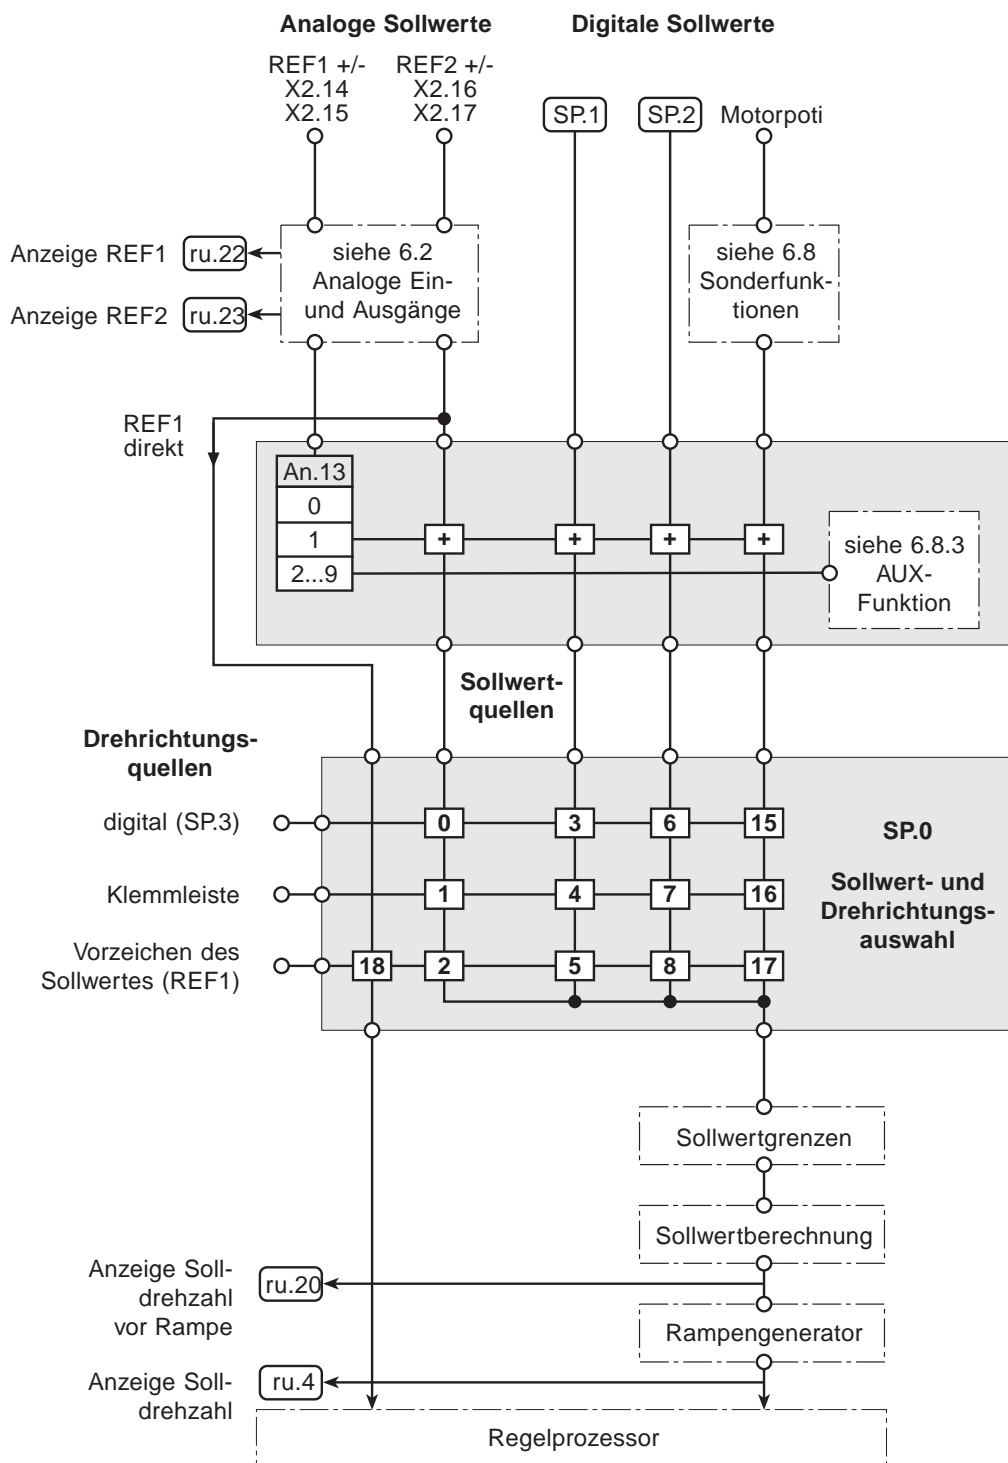 Analoge Sollwerte
Digitale Sollwerte
REF1 +/-
X2.14
X2.15
REF2 +/-
X2.16
X2.17
SP.1
SP.2
Motorpoti
Anzeige REF1
ru.22
Anzeige REF2
ru.23
siehe 6.2
Analoge Ein-
und Ausgänge
siehe 6.8
Sonderfunk-
tionen
REF1
direkt
An.13
0
1
2...9
+
+
+
+
siehe 6.8.3
AUX-
Funktion
Sollwert-
quellen
Drehrichtungs-
quellen
digital (SP.3)
0
3
6
15
Klemmleiste
1
4
7
16
Vorzeichen des
Sollwertes (REF1)
18
2
5
8
17
SP.0
Sollwert- und
Drehrichtungs-
auswahl
Sollwertgrenzen
Sollwertberechnung
Anzeige Soll-
drehzahl
vor Rampe
ru.20
Rampengenerator
Anzeige Soll-
drehzahl
ru.4
Regelprozessor